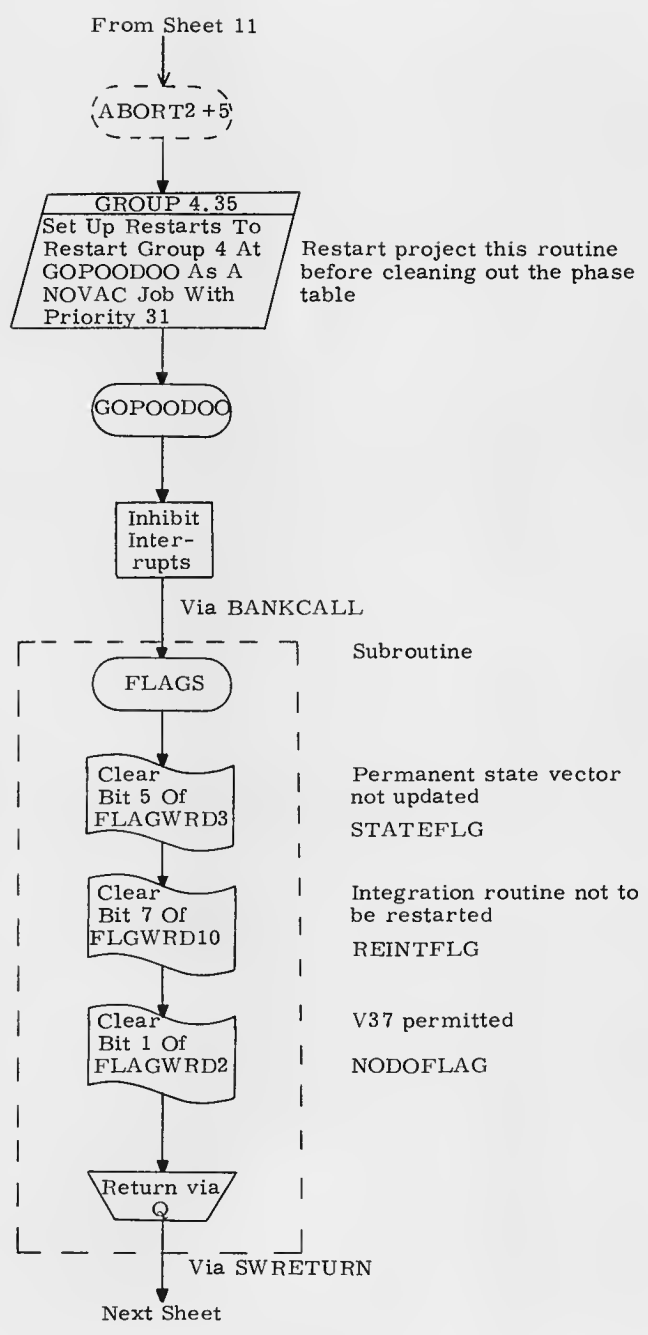 From Sheet 11
ABORT2 +5
GROUP 4.35
Set Up Restarts To
Restart Group 4 At
GOPOODOO As A
NOVAC Job With
Priority 31
Restart project this routine
before cleaning out the phase
table
GOPOODOO
Inhibit
Inter-
rupts
Via BANKCALL
Subroutine
FLAGS
Clear
Bit 5 Of
FLAGWRD3
Permanent state vector
not updated
STATEFLG
Clear
Bit 7 Of
FLGWRD10
Integration routine not to
be restarted
REINTFLG
Clear
Bit 1 Of
FLAGWRD2
V37 permitted
NODOFLAG
Return via
Q
Via SWRETURN
Next Sheet